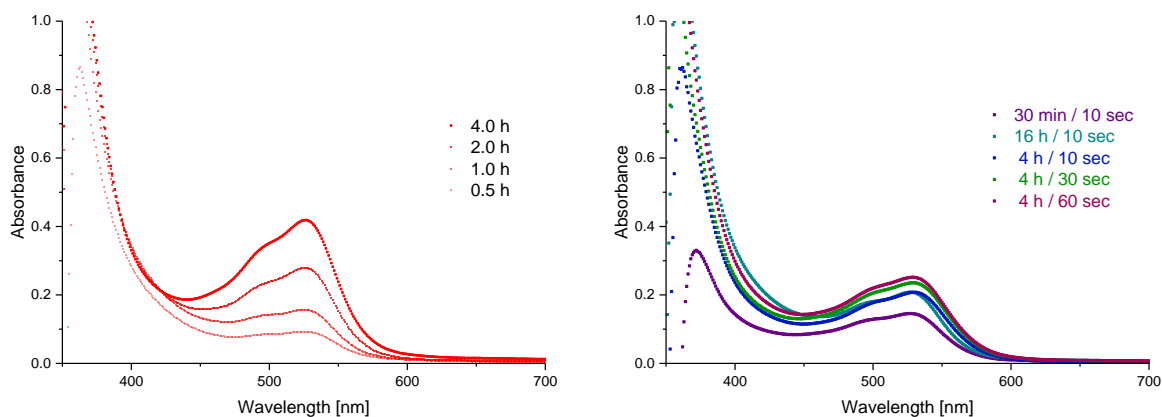 1.0
0.8
0.6
0.4
0.2
0.0
Absorbance
400
500
600
700
Wavelength [nm]
4.0 h
2.0 h
1.0 h
0.5 h
1.0
0.8
0.6
0.4
0.2
0.0
Absorbance
400
500
600
700
Wavelength [nm]
30 min / 10 sec
16 h / 10 sec
4 h / 10 sec
4 h / 30 sec
4 h / 60 sec